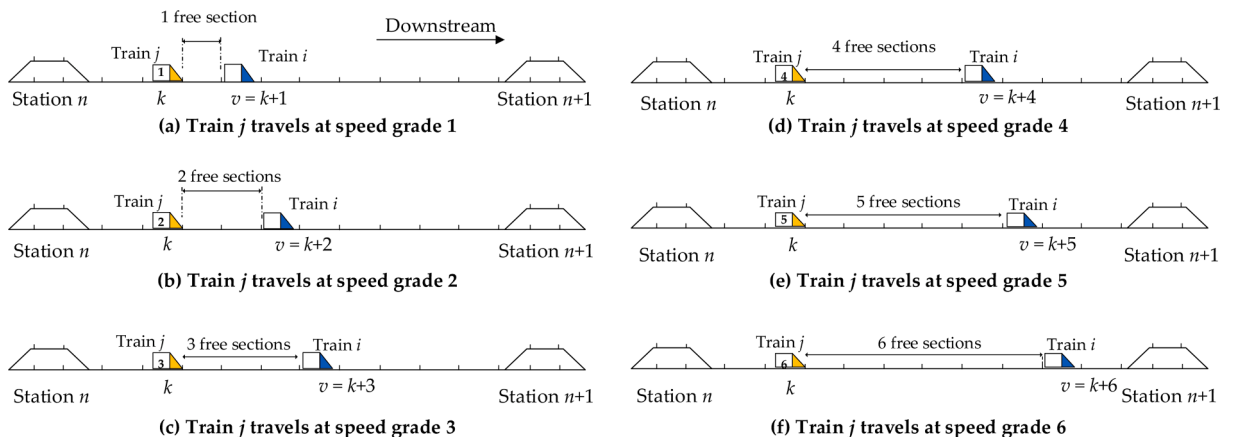 1 free section
Downstream
Train j
Train i
1
Station n
k
v = k+1
Station n+1
(a) Train j travels at speed grade 1
2 free sections
Train j
Train i
2
Station n
k
v = k+2
Station n+1
(b) Train j travels at speed grade 2
Train j
3 free sections
Train i
3
Station n
k
v = k+3
Station n+1
(c) Train j travels at speed grade 3
Train j
4 free sections
Train i
4
Station n
k
v = k+4
Station n+1
(d) Train j travels at speed grade 4
Train j
5 free sections
Train i
5
Station n
k
v = k+5
Station n+1
(e) Train j travels at speed grade 5
Train j
6 free sections
Train i
6
Station n
k
v = k+6
Station n+1
(f) Train j travels at speed grade 6